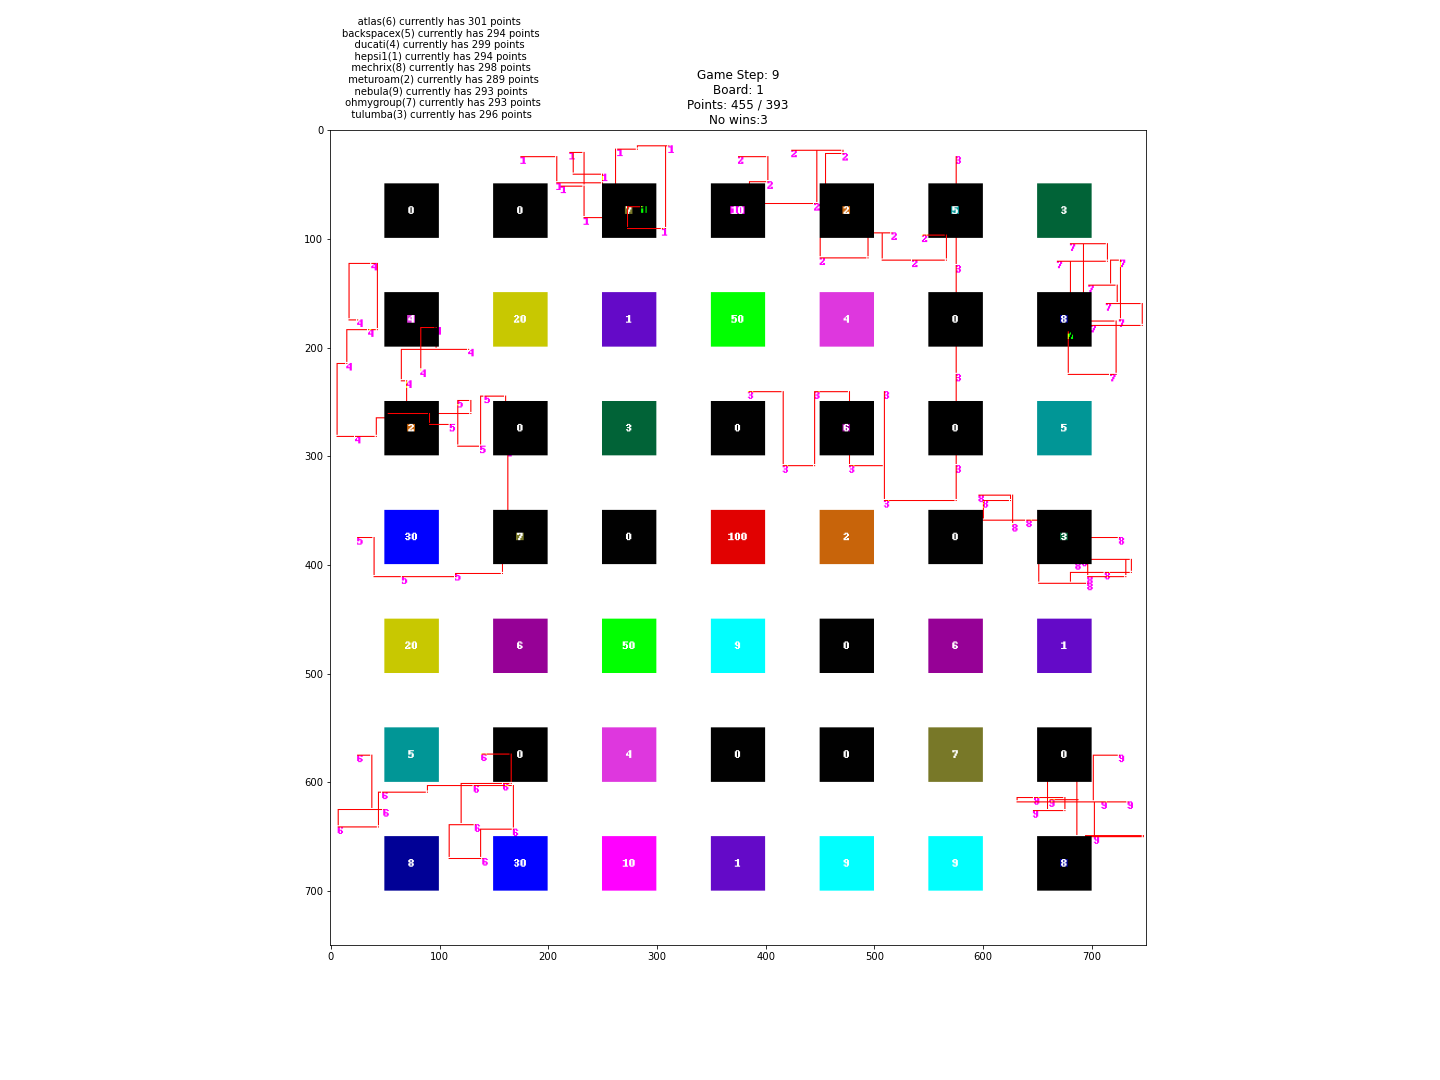 atlas(6) currently has 301 points
backspacex(5) currently has 294 points
ducati(4) currently has 299 points
hepsi1(1) currently has 294 points
mechrix(8) currently has 298 points
meturoam(2) currently has 289 points
nebula(9) currently has 293 points
ohmygroup(7) currently has 293 points
tulumba(3) currently has 296 points
Game Step: 9
Board: 1
Points: 455 / 393
No wins:3
0 0 7 10 2 5 3
4 20 1 50 4 0 8
2 0 3 0 6 0 5
30 7 0 100 2 0 3
20 6 50 9 0 6 1
5 0 4 0 0 7 0
8 30 10 1 9 9 8
0
100
200
300
400
500
600
700
0 100 200 300 400 500 600 700